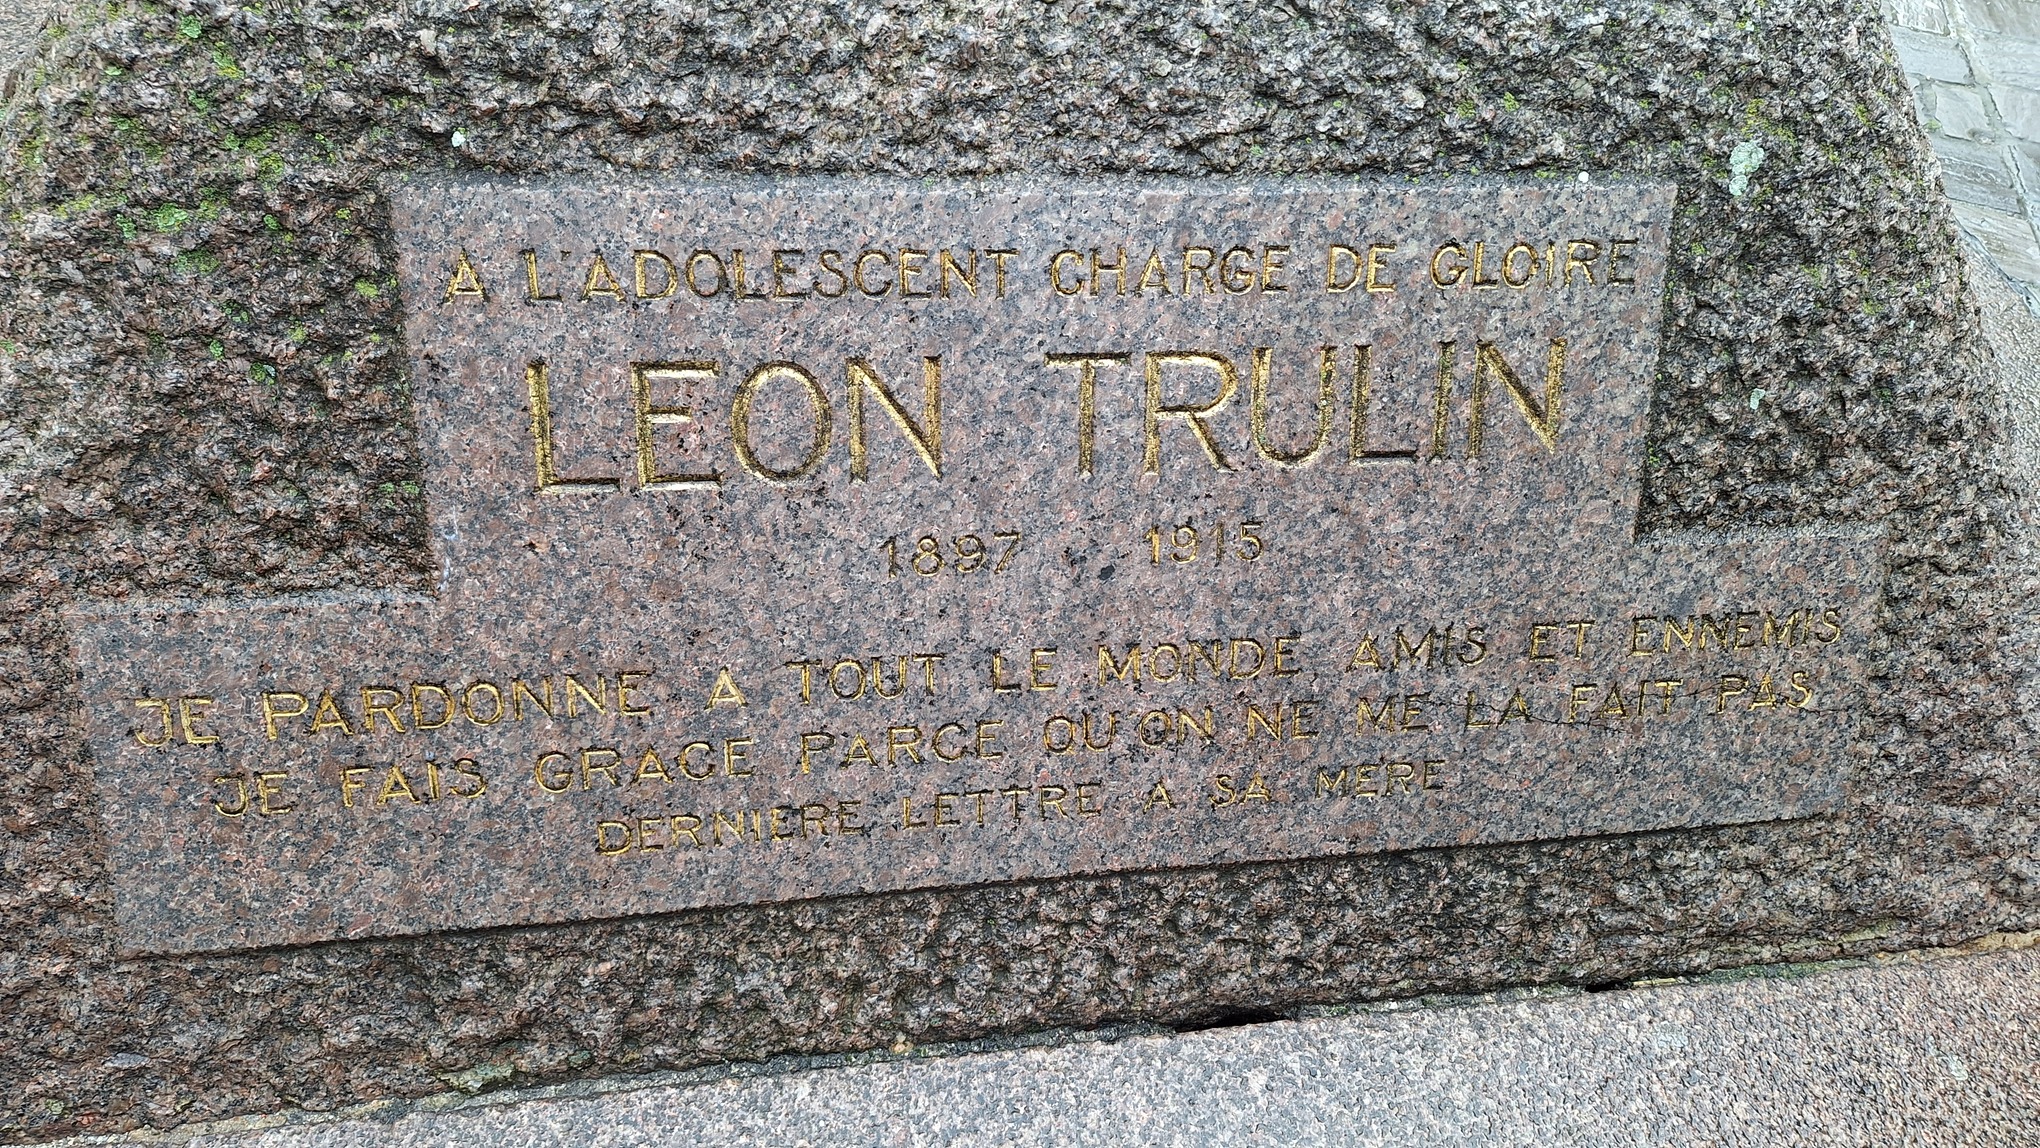 A L'ADOLESCENT CHARGE DE GLOIRE
LEON TRULIN
1897 1915
JE PARDONNE A TOUT LE MONDE AMIS ET ENNEMIS
JE FAIS GRACE PARCE QU'ON NE ME LA FAIT PAS
DERNIERE LETTRE A SA MERE